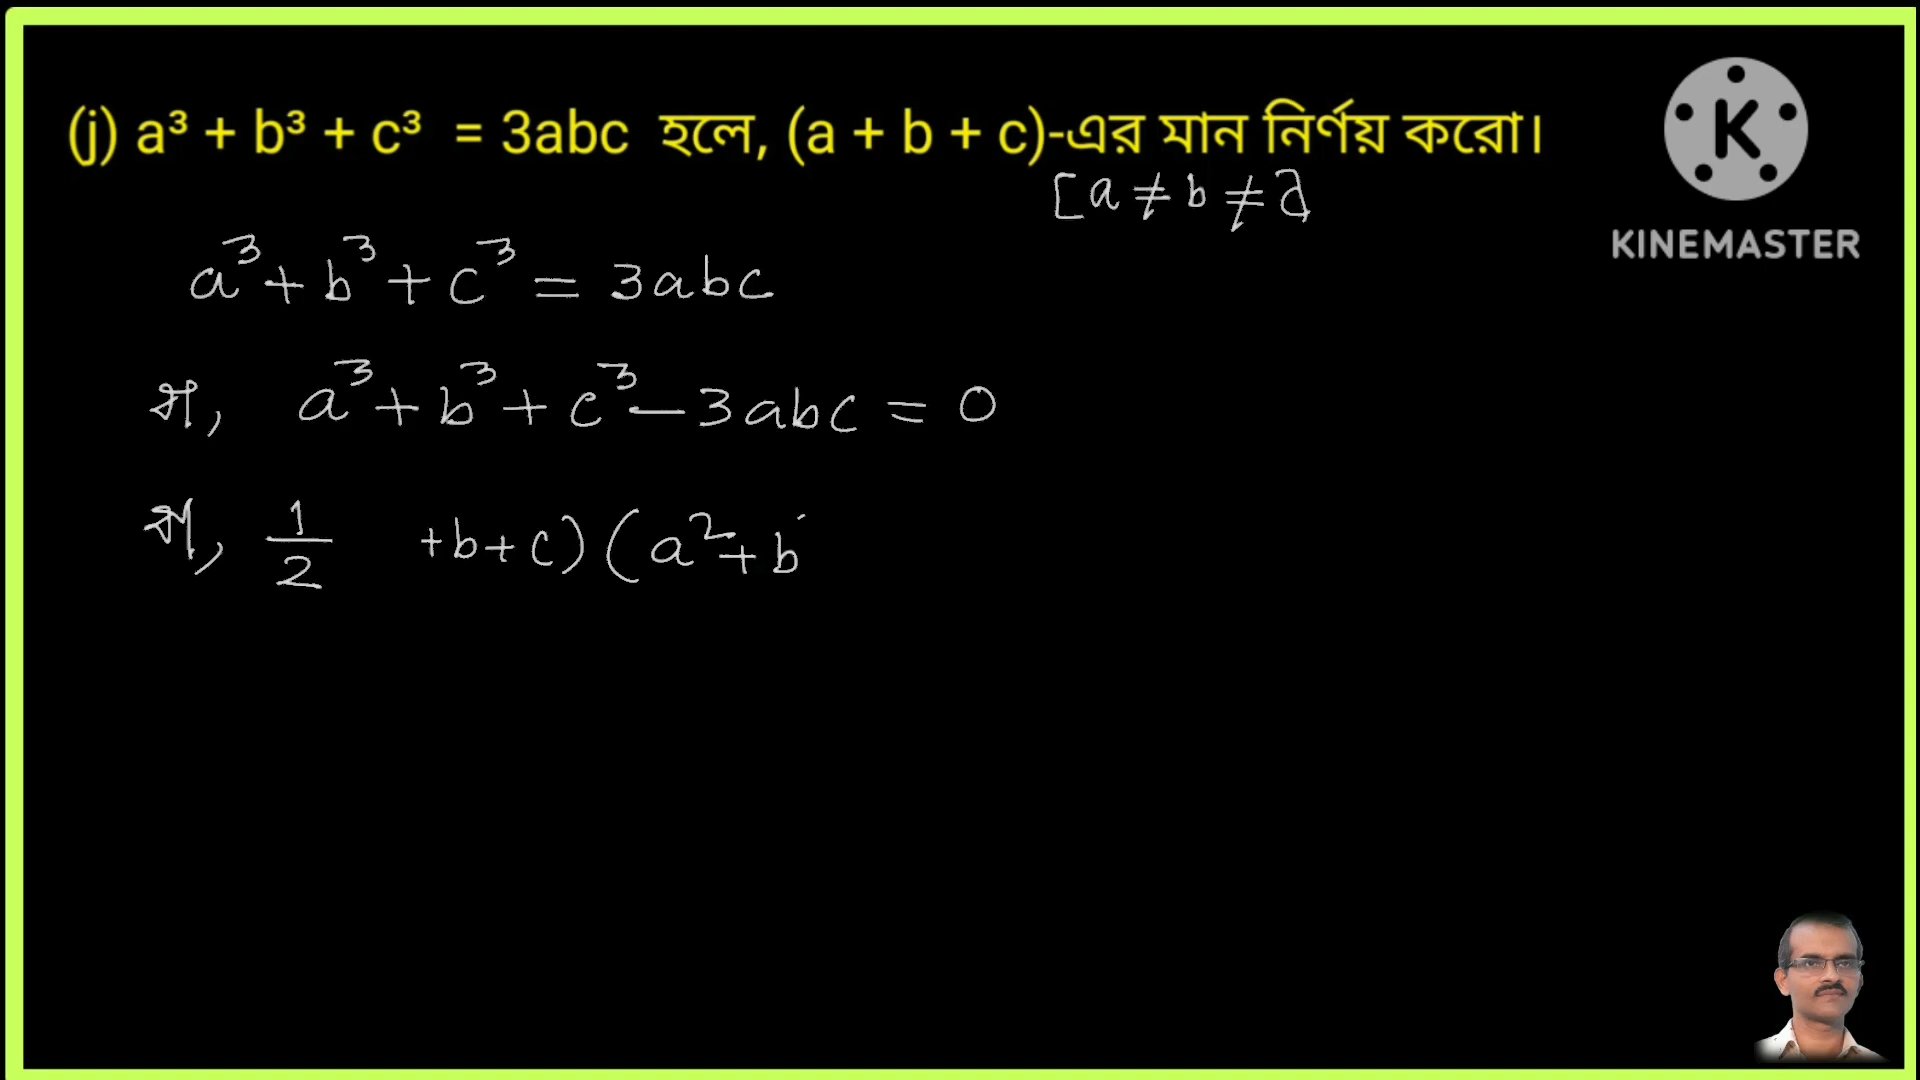 (j) a³ + b³ + c³ = 3abc হলে, (a + b + c)-এর মান নির্ণয় করো।
[a ≠ b ≠
KINEMASTER
a³ + b³ + c³ = 3abc
বা, a³ + b³ + c³ – 3abc = 0
বা, 1/2 +b+c) (a² + b